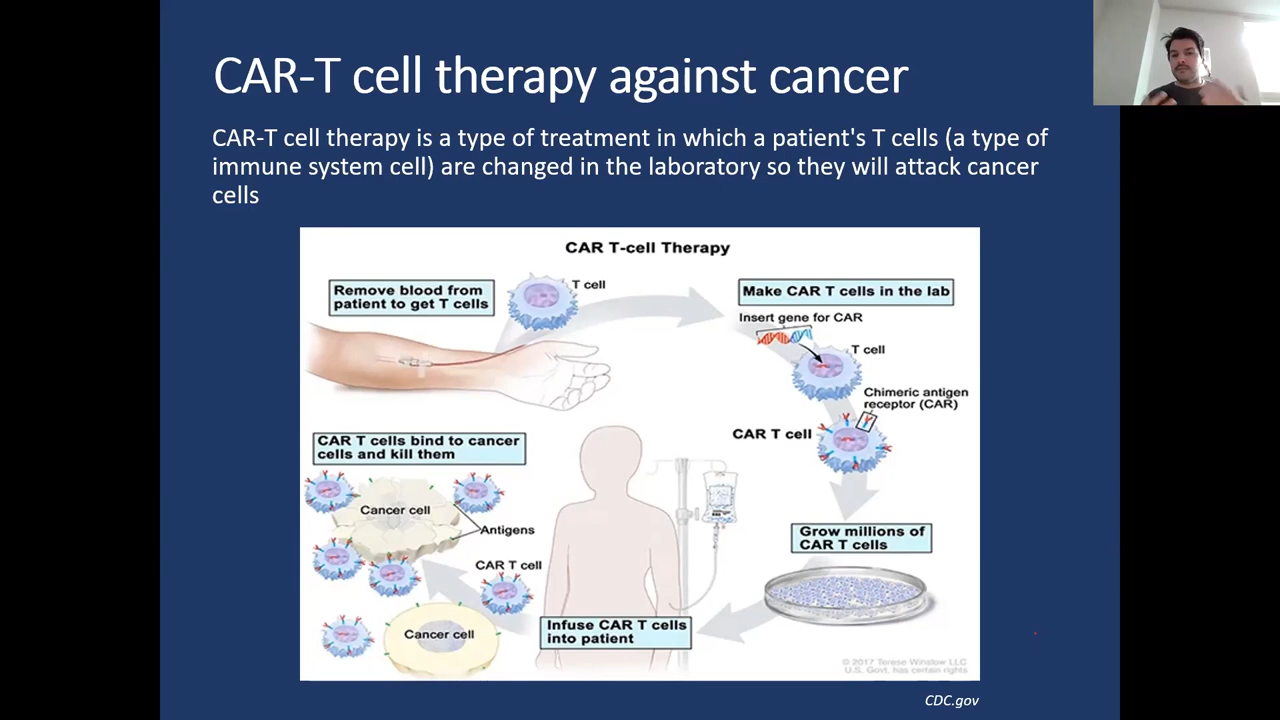 CAR-T cell therapy against cancer
CAR-T cell therapy is a type of treatment in which a patient's T cells (a type of
immune system cell) are changed in the laboratory so they will attack cancer
cells
CAR T-cell Therapy
Remove blood from
patient to get T cells
T cell
Make CAR T cells in the lab
Insert gene for CAR
T cell
Chimeric antigen
receptor (CAR)
CAR T cell
Grow millions of
CAR T cells
Infuse CAR T cells
into patient
CAR T cells bind to cancer
cells and kill them
Cancer cell
Antigens
CAR T cell
Cancer cell
© 2017 Terese Winslow LLC
U.S. Govt. has certain rights
CDC.gov